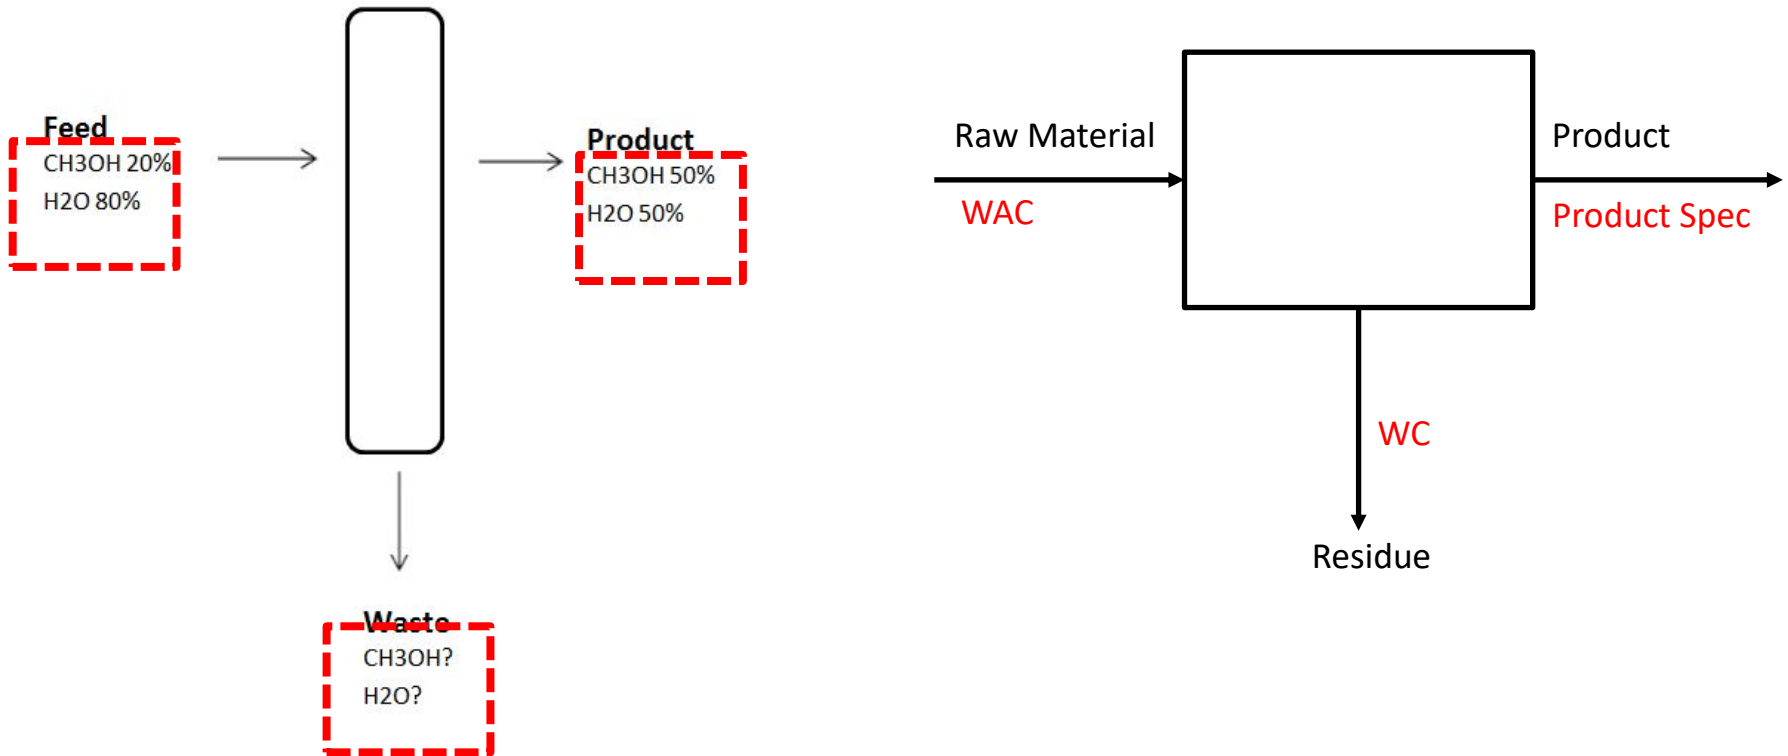 Feed
CH3OH 20%
H2O 80%
Product
CH3OH 50%
H2O 50%
Waste
CH3OH?
H2O?
Raw Material
WAC
Product
Product Spec
WC
Residue